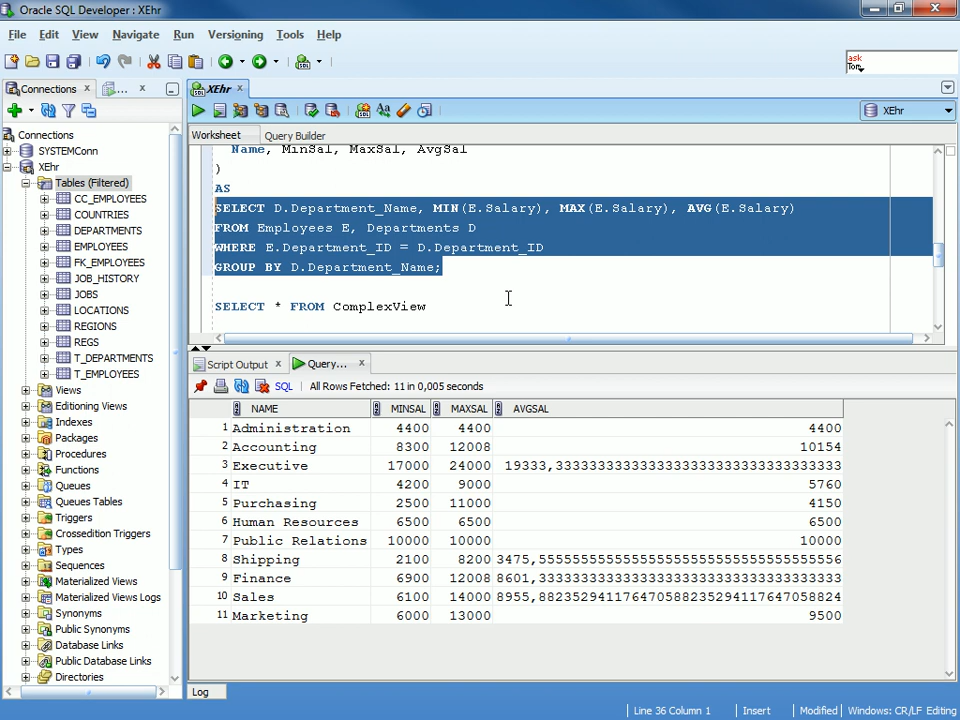 Oracle SQL Developer : XEhr
File Edit View Navigate Run Versioning Tools Help
ask
Tom
Connections
...
XEhr
XEhr
Worksheet Query Builder
Connections
SYSTEMConn
XEhr
Tables (Filtered)
CC_EMPLOYEES
COUNTRIES
DEPARTMENTS
EMPLOYEES
FK_EMPLOYEES
JOB_HISTORY
JOBS
LOCATIONS
REGIONS
REGS
T_DEPARTMENTS
T_EMPLOYEES
Views
Editioning Views
Indexes
Packages
Procedures
Functions
Queues
Queues Tables
Triggers
Crossedition Triggers
Types
Sequences
Materialized Views
Materialized Views Logs
Synonyms
Public Synonyms
Database Links
Public Database Links
Directories
Name, MinSal, MaxSal, AvgSal
)
AS
SELECT D.Department_Name, MIN(E.Salary), MAX(E.Salary), AVG(E.Salary)
FROM Employees E, Departments D
WHERE E.Department_ID = D.Department_ID
GROUP BY D.Department_Name;
SELECT * FROM ComplexView
Script Output Query...
SQL All Rows Fetched: 11 in 0,005 seconds
NAME MINSAL MAXSAL AVGSAL
1 Administration 4400 4400 4400
2 Accounting 8300 12008 10154
3 Executive 17000 24000 19333,3333333333333333333333333333333333
4 IT 4200 9000 5760
5 Purchasing 2500 11000 4150
6 Human Resources 6500 6500 6500
7 Public Relations 10000 10000 10000
8 Shipping 2100 8200 3475,555555555555555555555555555555555556
9 Finance 6900 12008 8601,333333333333333333333333333333333333
10 Sales 6100 14000 8955,882352941176470588235294117647058824
11 Marketing 6000 13000 9500
Log
Line 36 Column 1 Insert Modified Windows: CR/LF Editing